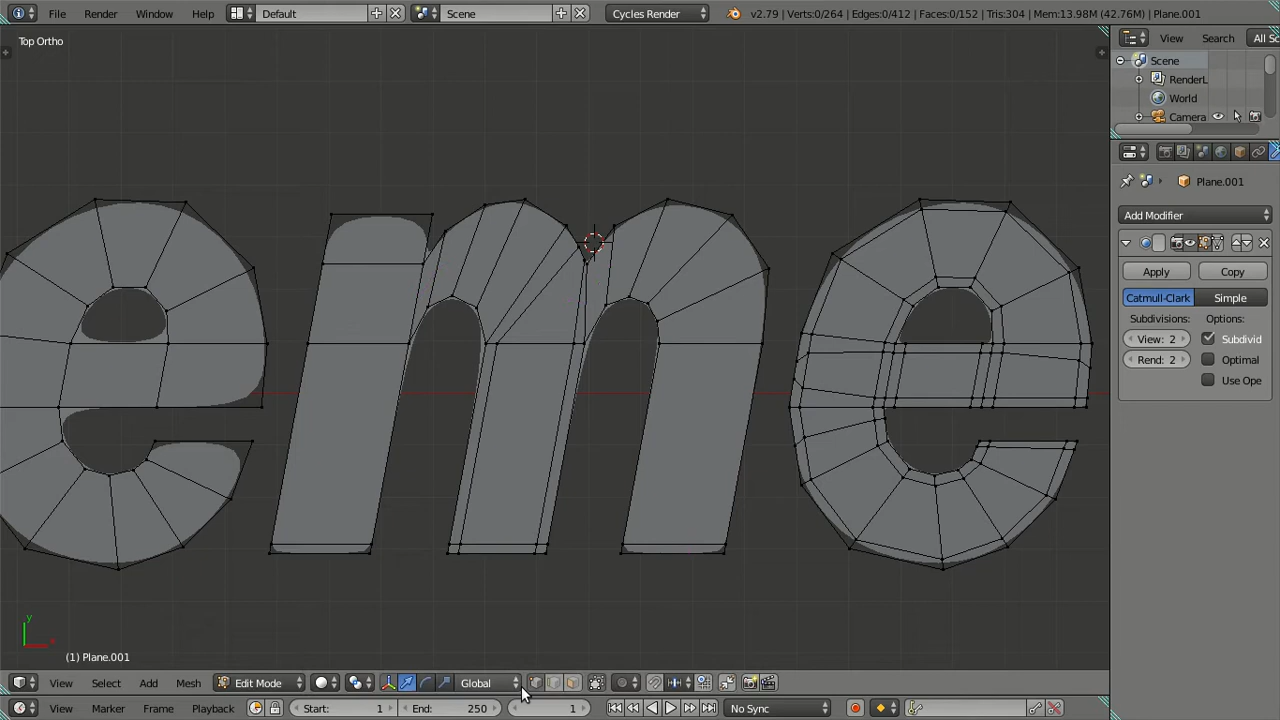 File Render Window Help Default Scene Cycles Render v2.79 | Verts:0/264 | Edges:0/412 | Faces:0/152 | Tris:304 | Mem:13.98M (42.76M) | Plane.001
Top Ortho
View Search All Sc
Scene
RenderL
World
Camera
Plane.001
Add Modifier
Apply Copy
Catmull-Clark Simple
Subdivisions: Options:
View: 2 Subdivid
Rend: 2 Optimal
Use Ope
eme
y
x
(1) Plane.001
View Select Add Mesh Edit Mode Global
View Marker Frame Playback Start: 1 End: 250 1 No Sync